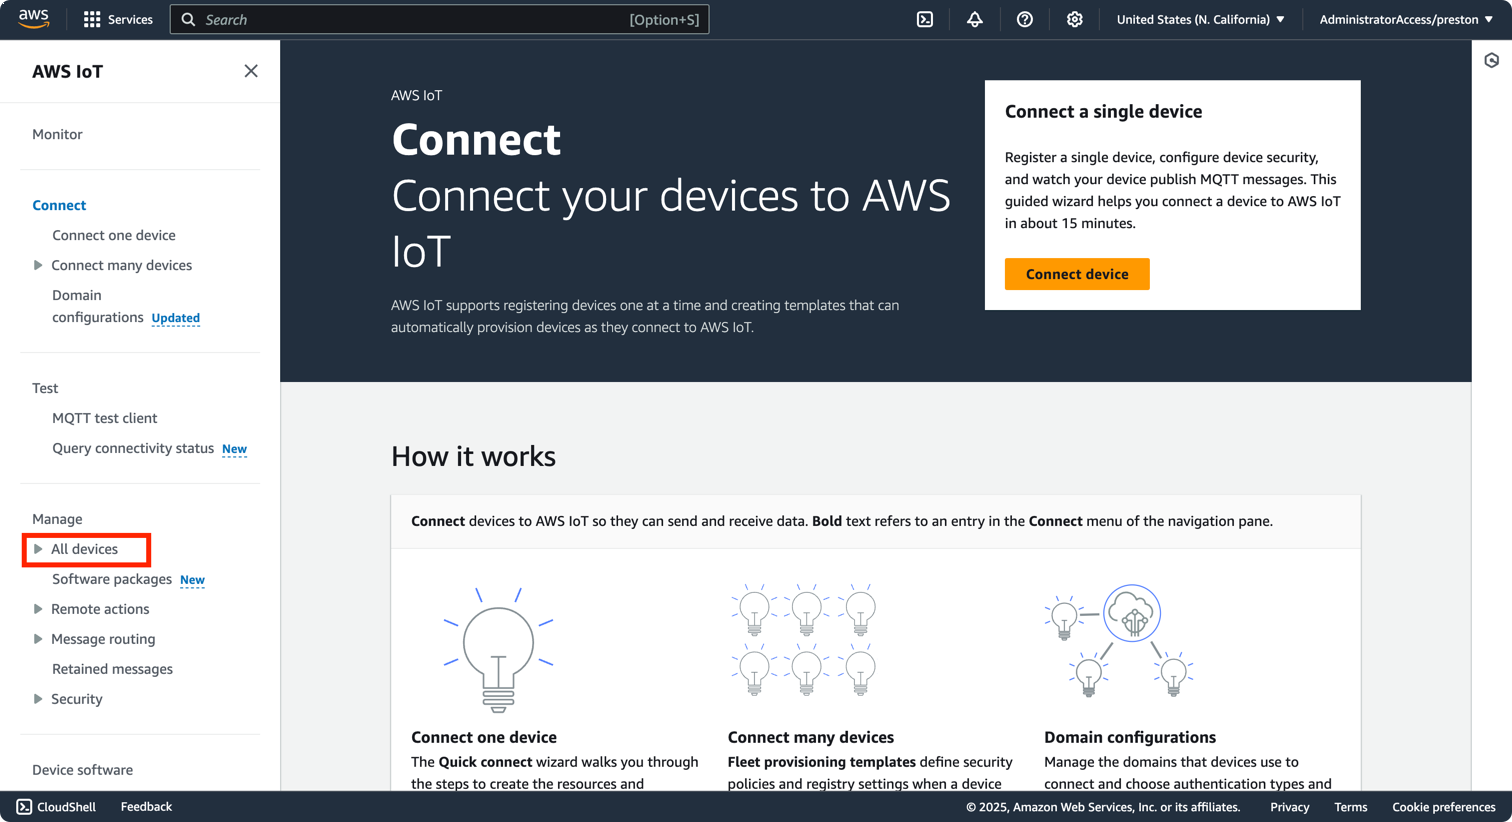 aws
Services
Search
[Option+S]
United States (N. California)
AdministratorAccess/preston
AWS IoT
Monitor
Connect
Connect one device
Connect many devices
Domain
configurations Updated
Test
MQTT test client
Query connectivity status New
Manage
All devices
Software packages New
Remote actions
Message routing
Retained messages
Security
Device software
AWS IoT
Connect
Connect your devices to AWS
IoT
AWS IoT supports registering devices one at a time and creating templates that can
automatically provision devices as they connect to AWS IoT.
Connect a single device
Register a single device, configure device security,
and watch your device publish MQTT messages. This
guided wizard helps you connect a device to AWS IoT
in about 15 minutes.
Connect device
How it works
Connect devices to AWS IoT so they can send and receive data. Bold text refers to an entry in the Connect menu of the navigation pane.
Connect one device
The Quick connect wizard walks you through
the steps to create the resources and
Connect many devices
Fleet provisioning templates define security
policies and registry settings when a device
Domain configurations
Manage the domains that devices use to
connect and choose authentication types and
CloudShell
Feedback
© 2025, Amazon Web Services, Inc. or its affiliates.
Privacy
Terms
Cookie preferences